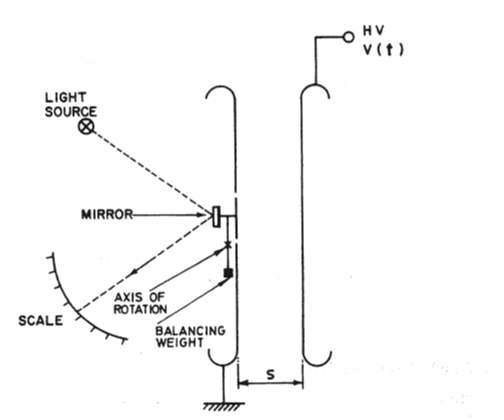 HV
V(t)
LIGHT
SOURCE
MIRROR
AXIS OF
ROTATION
SCALE
BALANCING
WEIGHT
S